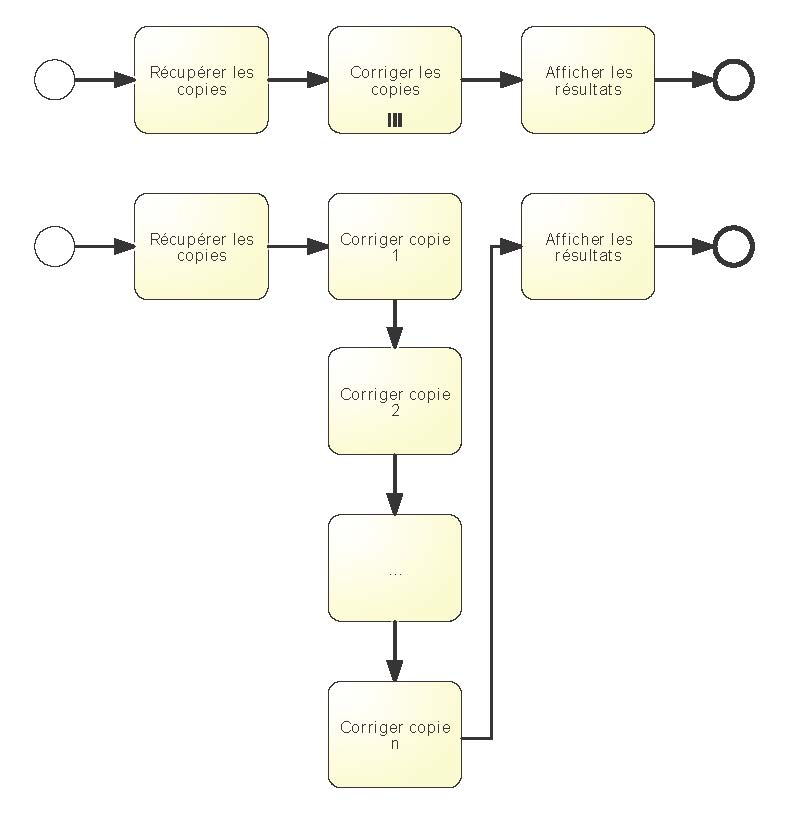 Récupérer les
copies
Corriger les
copies
Afficher les
résultats
Récupérer les
copies
Corriger copie
1
Afficher les
résultats
Corriger copie
2
...
Corriger copie
n